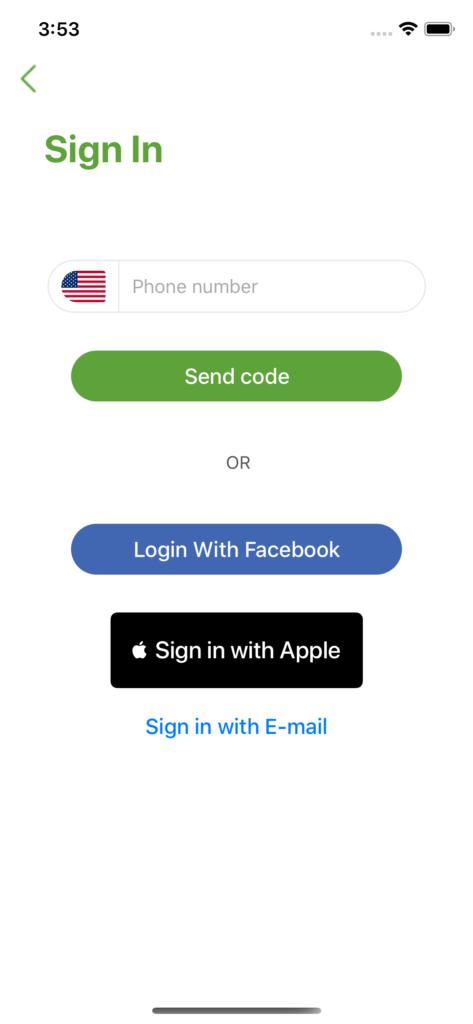 3:53
Sign In
Phone number
Send code
OR
Login With Facebook
Sign in with Apple
Sign in with E-mail